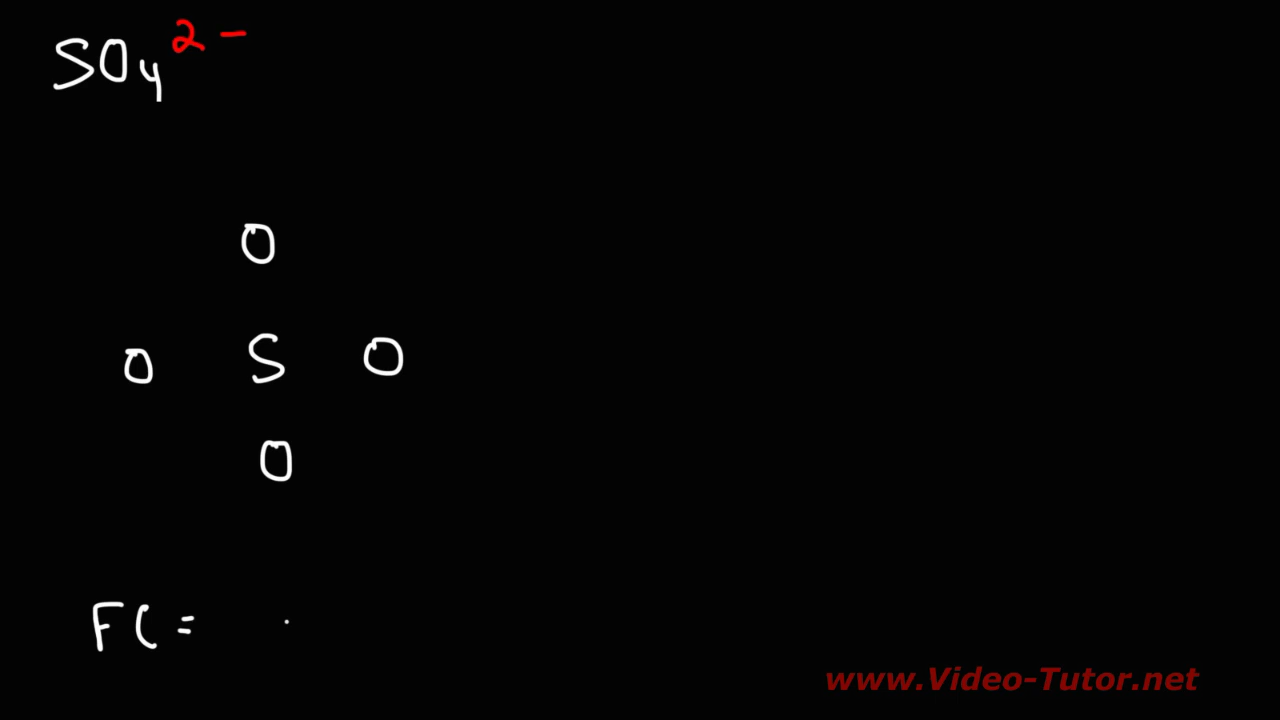 SO4 2-
O
O S O
O
FC = .
www.Video-Tutor.net